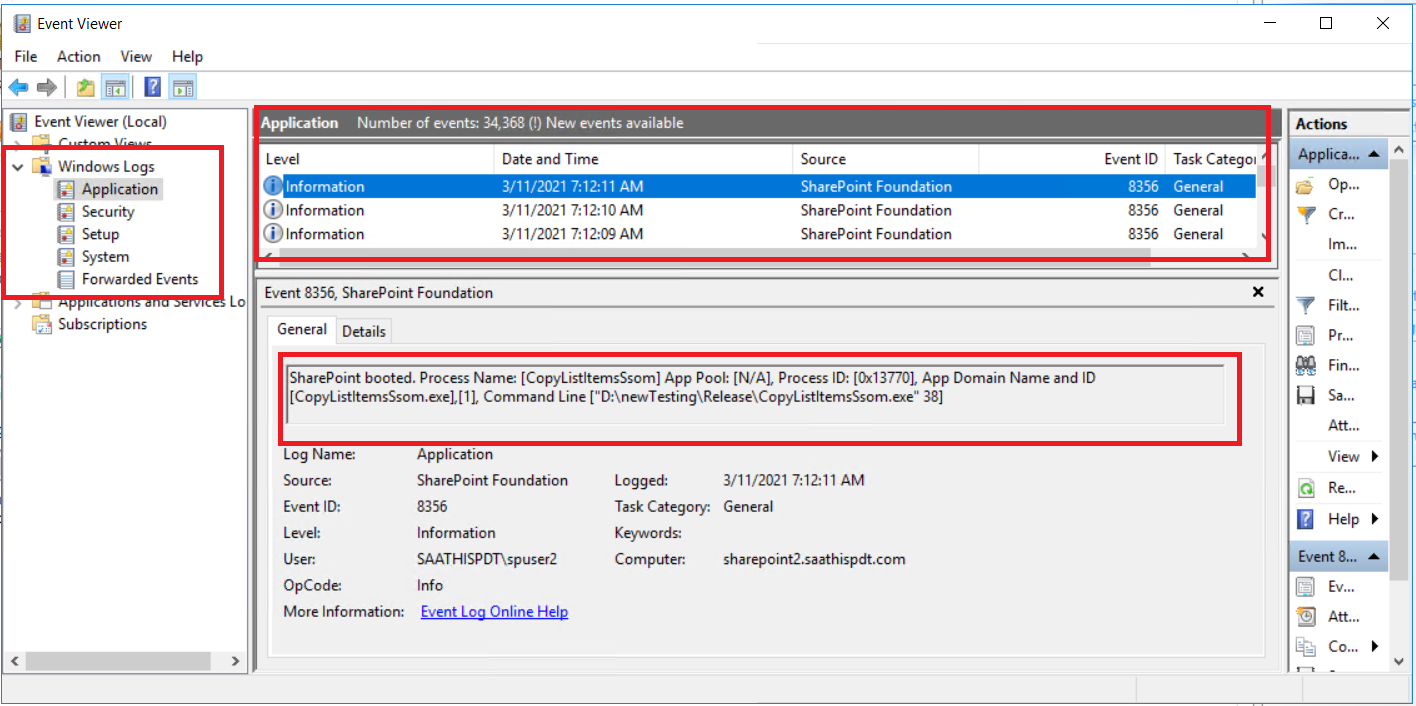 Event Viewer
File Action View Help
Event Viewer (Local)
Custom Views
Windows Logs
Application
Security
Setup
System
Forwarded Events
Applications and Services Lo
Subscriptions
Application Number of events: 34,368 (!) New events available
Level Date and Time Source Event ID Task Categor
Information 3/11/2021 7:12:11 AM SharePoint Foundation 8356 General
Information 3/11/2021 7:12:10 AM SharePoint Foundation 8356 General
Information 3/11/2021 7:12:09 AM SharePoint Foundation 8356 General
Event 8356, SharePoint Foundation
General Details
SharePoint booted. Process Name: [CopyListItemsSsom] App Pool: [N/A], Process ID: [0x13770], App Domain Name and ID
[CopyListItemsSsom.exe],[1], Command Line ["D:\newTesting\Release\CopyListItemsSsom.exe" 38]
Log Name: Application
Source: SharePoint Foundation Logged: 3/11/2021 7:12:11 AM
Event ID: 8356 Task Category: General
Level: Information Keywords:
User: SAATHISPDT\spuser2 Computer: sharepoint2.saathispdt.com
OpCode: Info
More Information: Event Log Online Help
Actions
Applica...
Op...
Cr...
Im...
Cl...
Filt...
Pr...
Fin...
Sa...
Att...
View
Re...
Help
Event 8...
Ev...
Att...
Co...